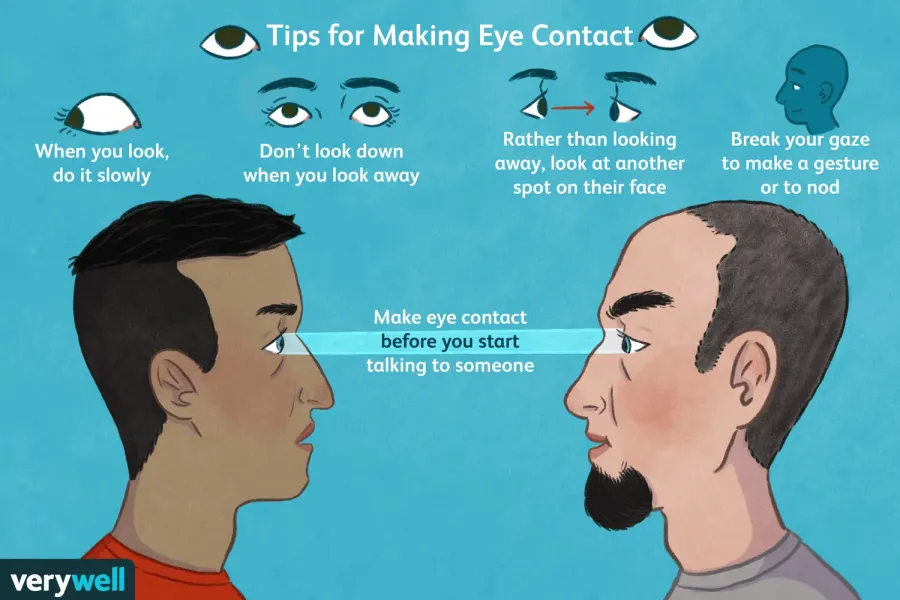 Tips for Making Eye Contact
When you look,
do it slowly
Don’t look down
when you look away
Rather than looking
away, look at another
spot on their face
Break your gaze
to make a gesture
or to nod
Make eye contact
before you start
talking to someone
verywell